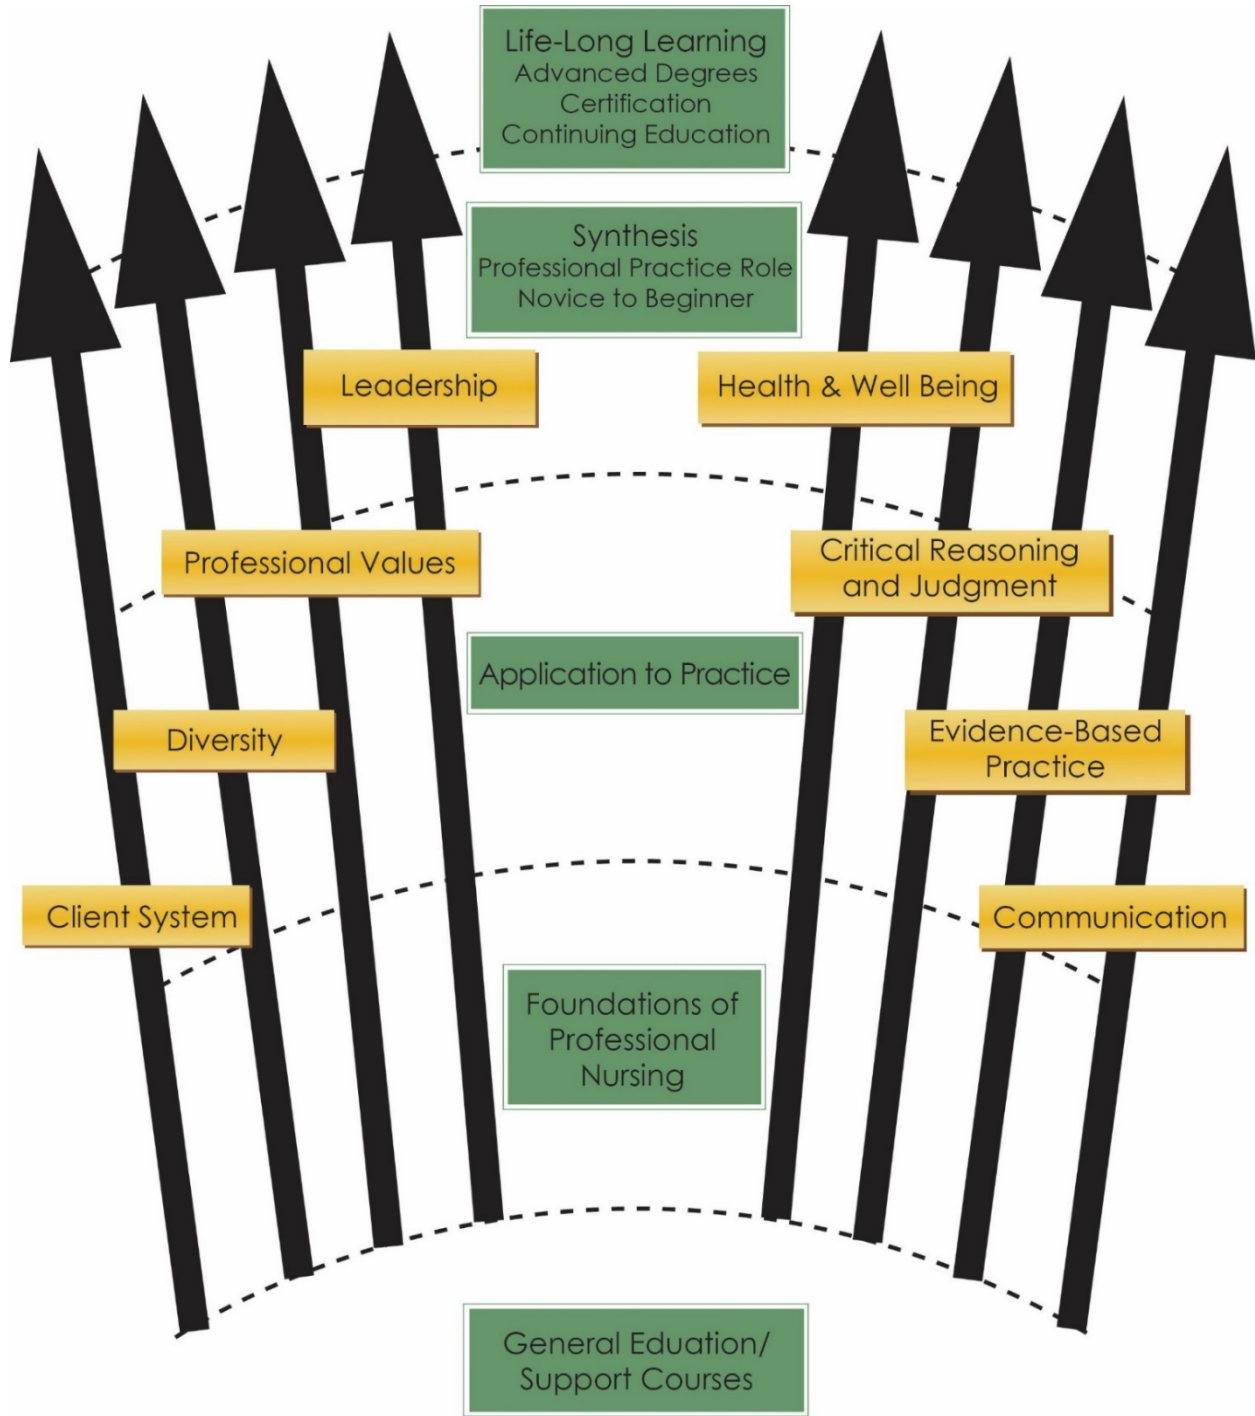 Life-Long Learning
Advanced Degrees
Certification
Continuing Education
Synthesis
Professional Practice Role
Novice to Beginner
Leadership
Health & Well Being
Professional Values
Critical Reasoning
and Judgment
Application to Practice
Diversity
Evidence-Based
Practice
Client System
Communication
Foundations of
Professional
Nursing
General Eduation/
Support Courses